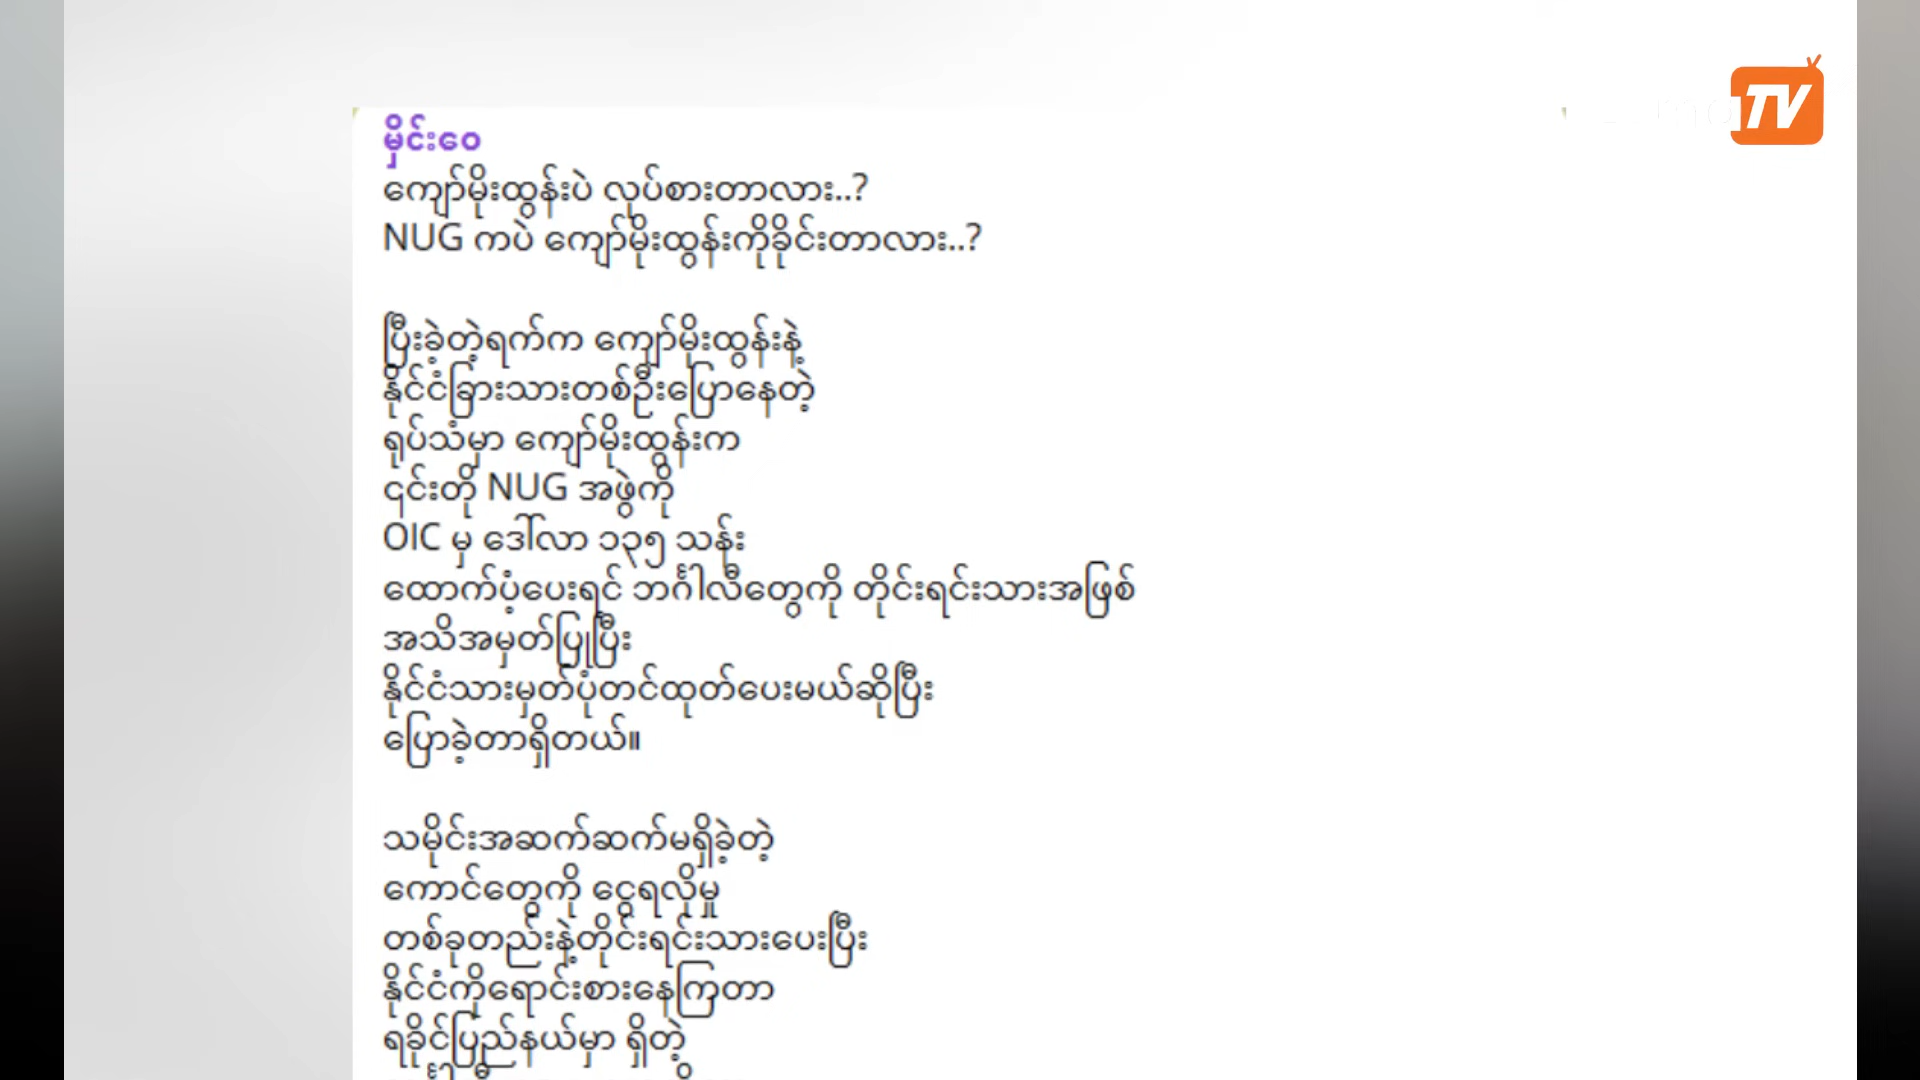 TV
မှိုင်းဝေ
ကျော်မိုးထွန်းပဲ လုပ်စားတာလား..?
NUG ကပဲ ကျော်မိုးထွန်းကိုခိုင်းတာလား..?
ပြီးခဲ့တဲ့ရက်က ကျော်မိုးထွန်းနဲ့
နိုင်ငံခြားသားတစ်ဦးပြောနေတဲ့
ရုပ်သံမှာ ကျော်မိုးထွန်းက
၎င်းတို့ NUG အဖွဲ့ကို
OIC မှ ဒေါ်လာ ၁၃၅ သန်း
ထောက်ပံ့ပေးရင် ဘင်္ဂါလီတွေကို တိုင်းရင်းသားအဖြစ်
အသိအမှတ်ပြုပြီး
နိုင်ငံသားမှတ်ပုံတင်ထုတ်ပေးမယ်ဆိုပြီး
ပြောခဲ့တာရှိတယ်။
သမိုင်းအဆက်ဆက်မရှိခဲ့တဲ့
ကောင်တွေကို ငွေရလိုမှု
တစ်ခုတည်းနဲ့တိုင်းရင်းသားပေးပြီး
နိုင်ငံကိုရောင်းစားနေကြတာ
ရခိုင်ပြည်နယ်မှာ ရှိတဲ့